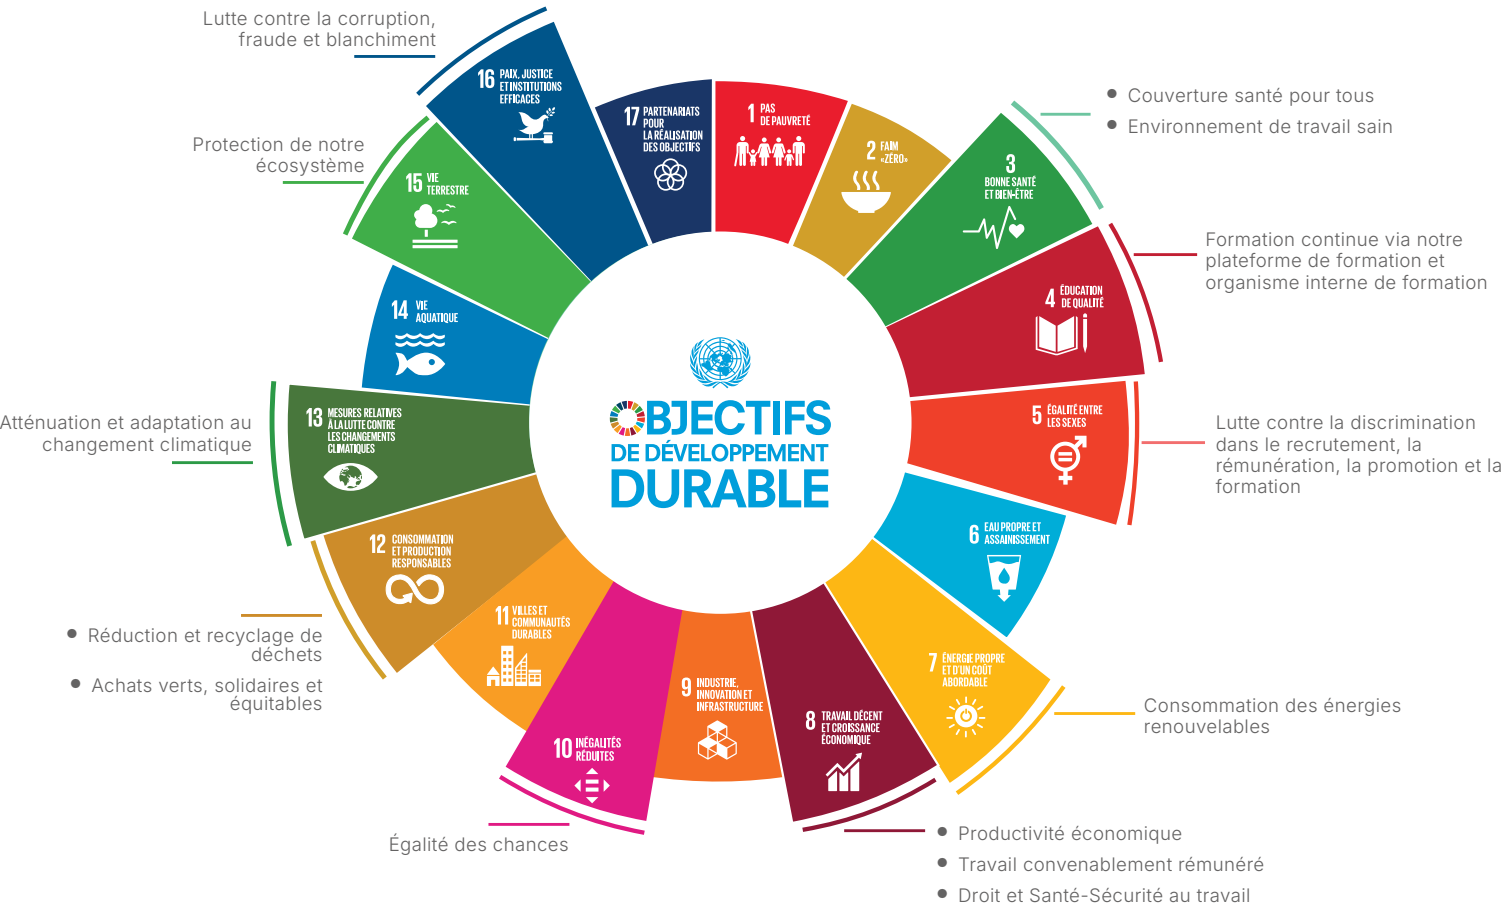 Lutte contre la corruption,
fraude et blanchiment
Protection de notre
écosystème
Atténuation et adaptation au
changement climatique
• Réduction et recyclage de
déchets
• Achats verts, solidaires et
équitables
Égalité des chances
• Couverture santé pour tous
• Environnement de travail sain
Formation continue via notre
plateforme de formation et
organisme interne de formation
Lutte contre la discrimination
dans le recrutement, la
rémunération, la promotion et la
formation
Consommation des énergies
renouvelables
• Productivité économique
• Travail convenablement rémunéré
• Droit et Santé-Sécurité au travail
1 PAS
DE PAUVRETÉ
2 FAIM
«ZÉRO»
3
BONNE SANTÉ
ET BIEN-ÊTRE
4 ÉDUCATION
DE QUALITÉ
5 ÉGALITÉ ENTRE
LES SEXES
6 EAU PROPRE ET
ASSAINISSEMENT
7 ÉNERGIE PROPRE
ET D'UN COÛT
ABORDABLE
8 TRAVAIL DÉCENT
ET CROISSANCE
ÉCONOMIQUE
9 INDUSTRIE,
INNOVATION ET
INFRASTRUCTURE
10 INÉGALITÉS
RÉDUITES
11 VILLES ET
COMMUNAUTÉS
DURABLES
12 CONSOMMATION
ET PRODUCTION
RESPONSABLES
13 MESURES RELATIVES
À LA LUTTE CONTRE
LES CHANGEMENTS
CLIMATIQUES
14 VIE
AQUATIQUE
15 VIE
TERRESTRE
16 PAIX, JUSTICE
ET INSTITUTIONS
EFFICACES
17 PARTENARIATS
POUR
LA RÉALISATION
DES OBJECTIFS
OBJECTIFS
DE DÉVELOPPEMENT
DURABLE